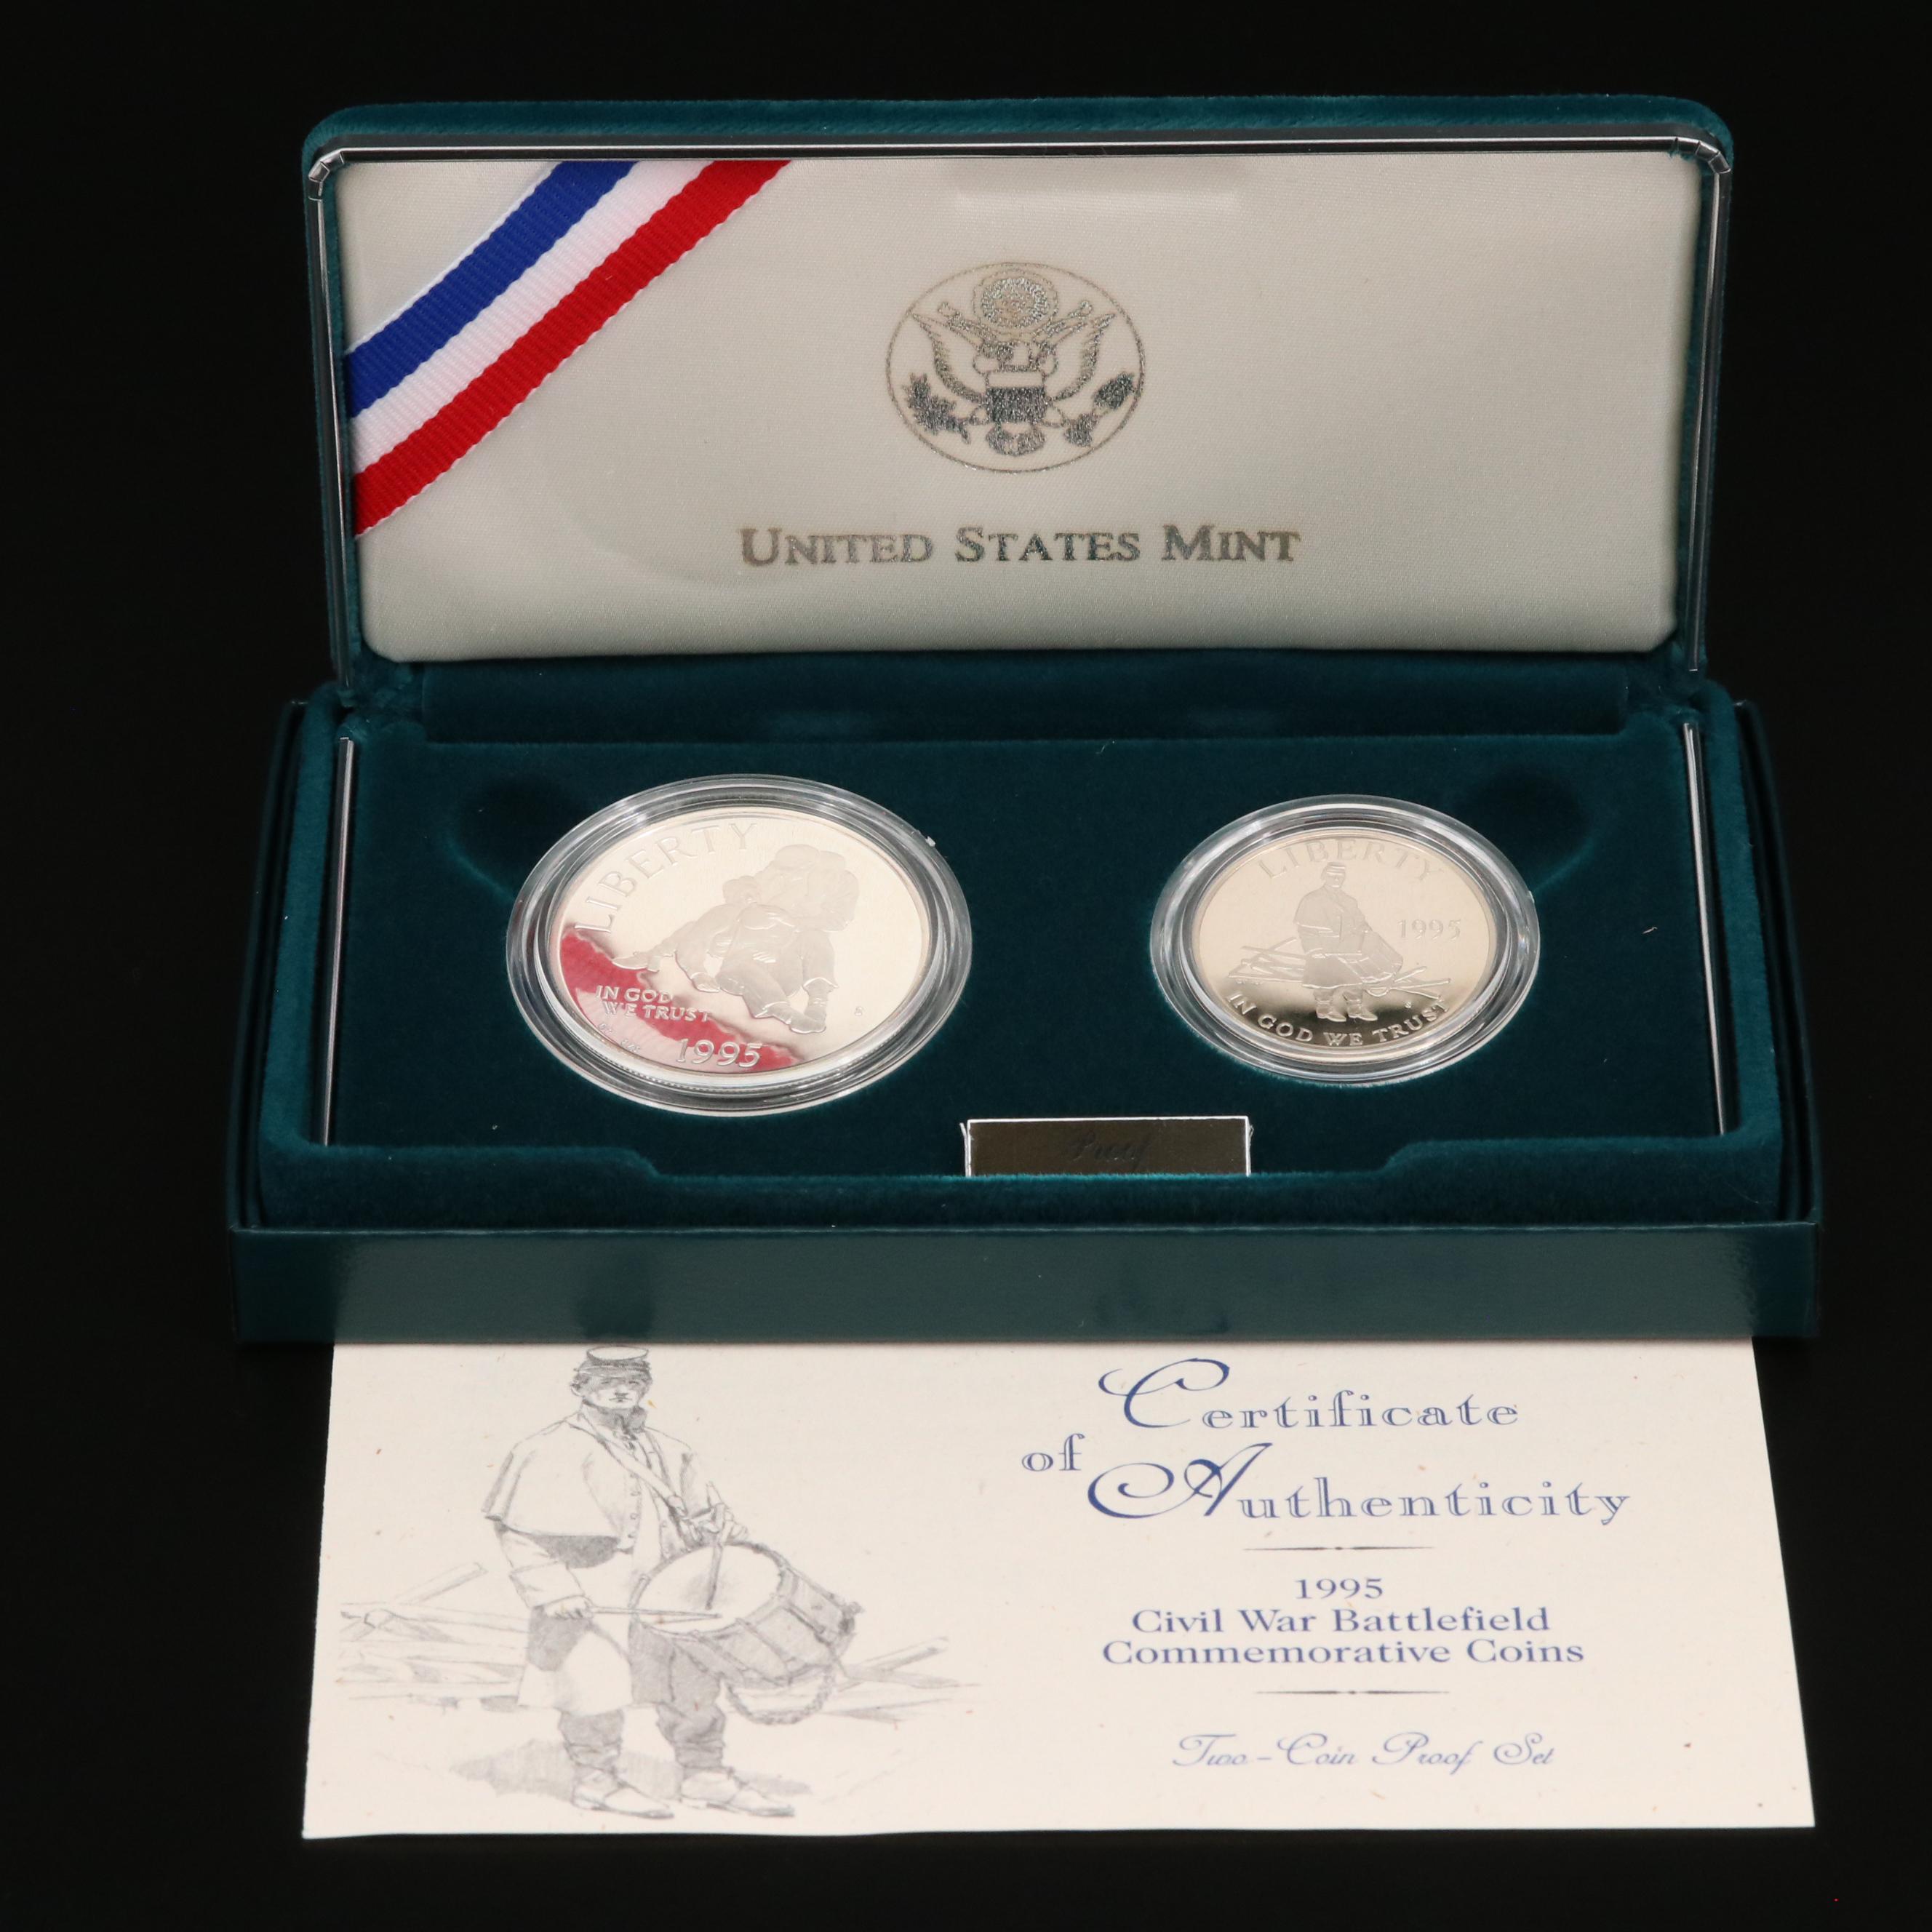 UNITED STATES MINT
LIBERTY
IN GOD
WE TRUST
1995
LIBERTY
1995
IN GOD WE TRUST
Proof
Certificate
of Authenticity
1995
Civil War Battlefield
Commemorative Coins
Two-Coin Proof Set